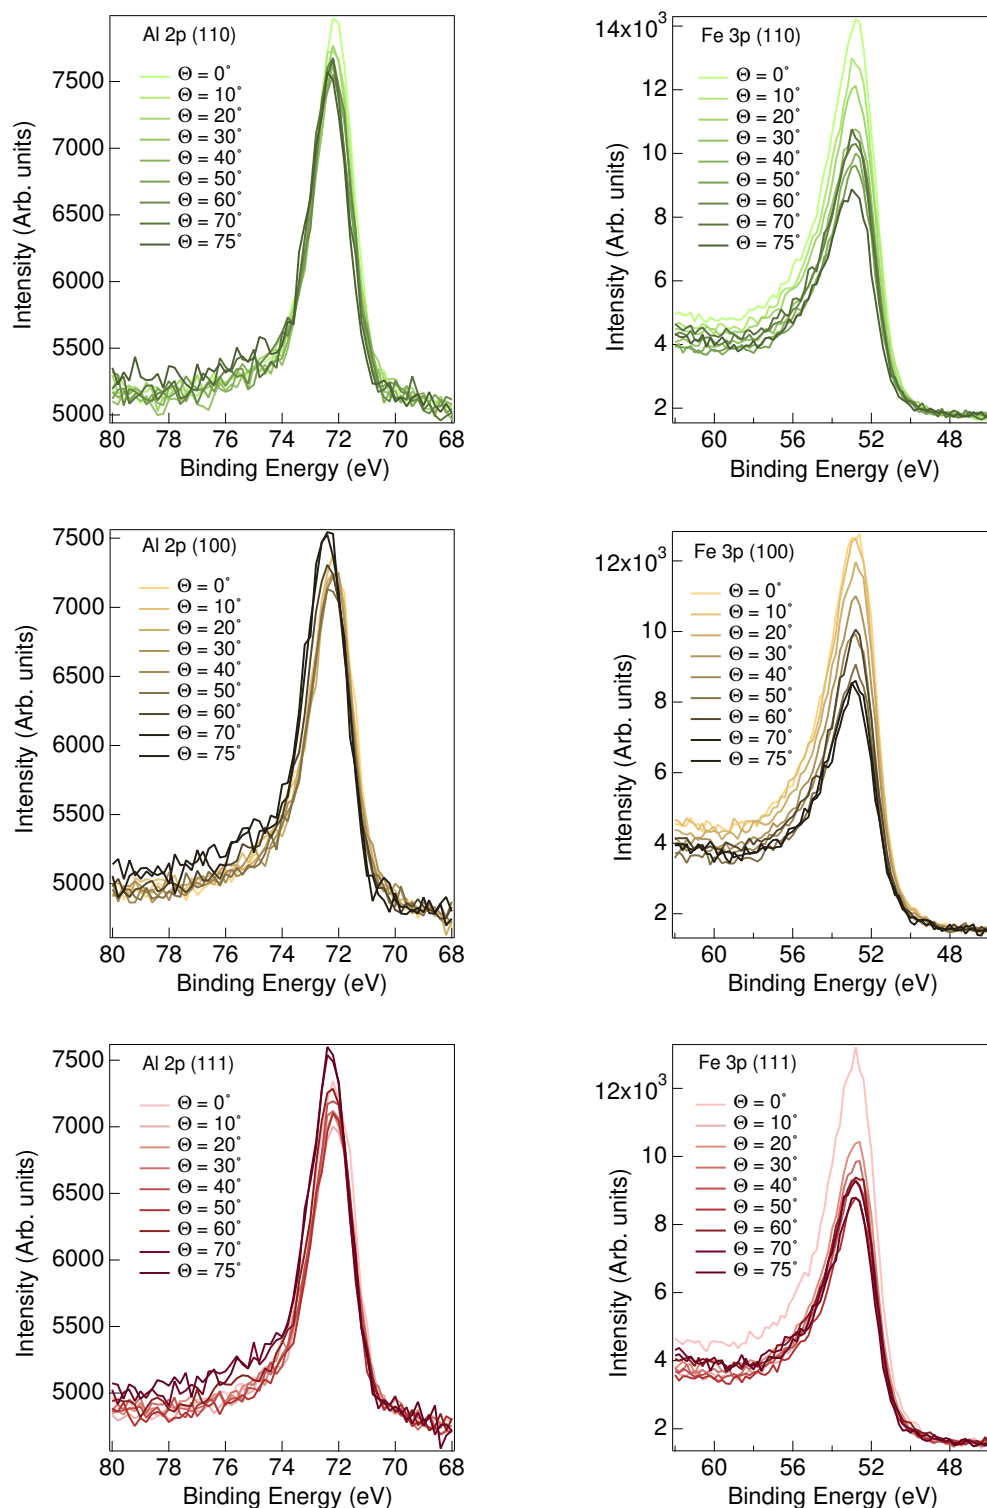 Al 2p (110)
Θ = 0°
Θ = 10°
Θ = 20°
Θ = 30°
Θ = 40°
Θ = 50°
Θ = 60°
Θ = 70°
Θ = 75°
7500
7000
6500
6000
5500
5000
Intensity (Arb. units)
80 78 76 74 72 70 68
Binding Energy (eV)
Fe 3p (110)
Θ = 0°
Θ = 10°
Θ = 20°
Θ = 30°
Θ = 40°
Θ = 50°
Θ = 60°
Θ = 70°
Θ = 75°
14x10³
12
10
8
6
4
2
Intensity (Arb. units)
60 56 52 48
Binding Energy (eV)
Al 2p (100)
Θ = 0°
Θ = 10°
Θ = 20°
Θ = 30°
Θ = 40°
Θ = 50°
Θ = 60°
Θ = 70°
Θ = 75°
7500
7000
6500
6000
5500
5000
Intensity (Arb. units)
80 78 76 74 72 70 68
Binding Energy (eV)
Fe 3p (100)
Θ = 0°
Θ = 10°
Θ = 20°
Θ = 30°
Θ = 40°
Θ = 50°
Θ = 60°
Θ = 70°
Θ = 75°
12x10³
10
8
6
4
2
Intensity (Arb. units)
60 56 52 48
Binding Energy (eV)
Al 2p (111)
Θ = 0°
Θ = 10°
Θ = 20°
Θ = 30°
Θ = 40°
Θ = 50°
Θ = 60°
Θ = 70°
Θ = 75°
7500
7000
6500
6000
5500
5000
Intensity (Arb. units)
80 78 76 74 72 70 68
Binding Energy (eV)
Fe 3p (111)
Θ = 0°
Θ = 10°
Θ = 20°
Θ = 30°
Θ = 40°
Θ = 50°
Θ = 60°
Θ = 70°
Θ = 75°
12x10³
10
8
6
4
2
Intensity (Arb. units)
60 56 52 48
Binding Energy (eV)